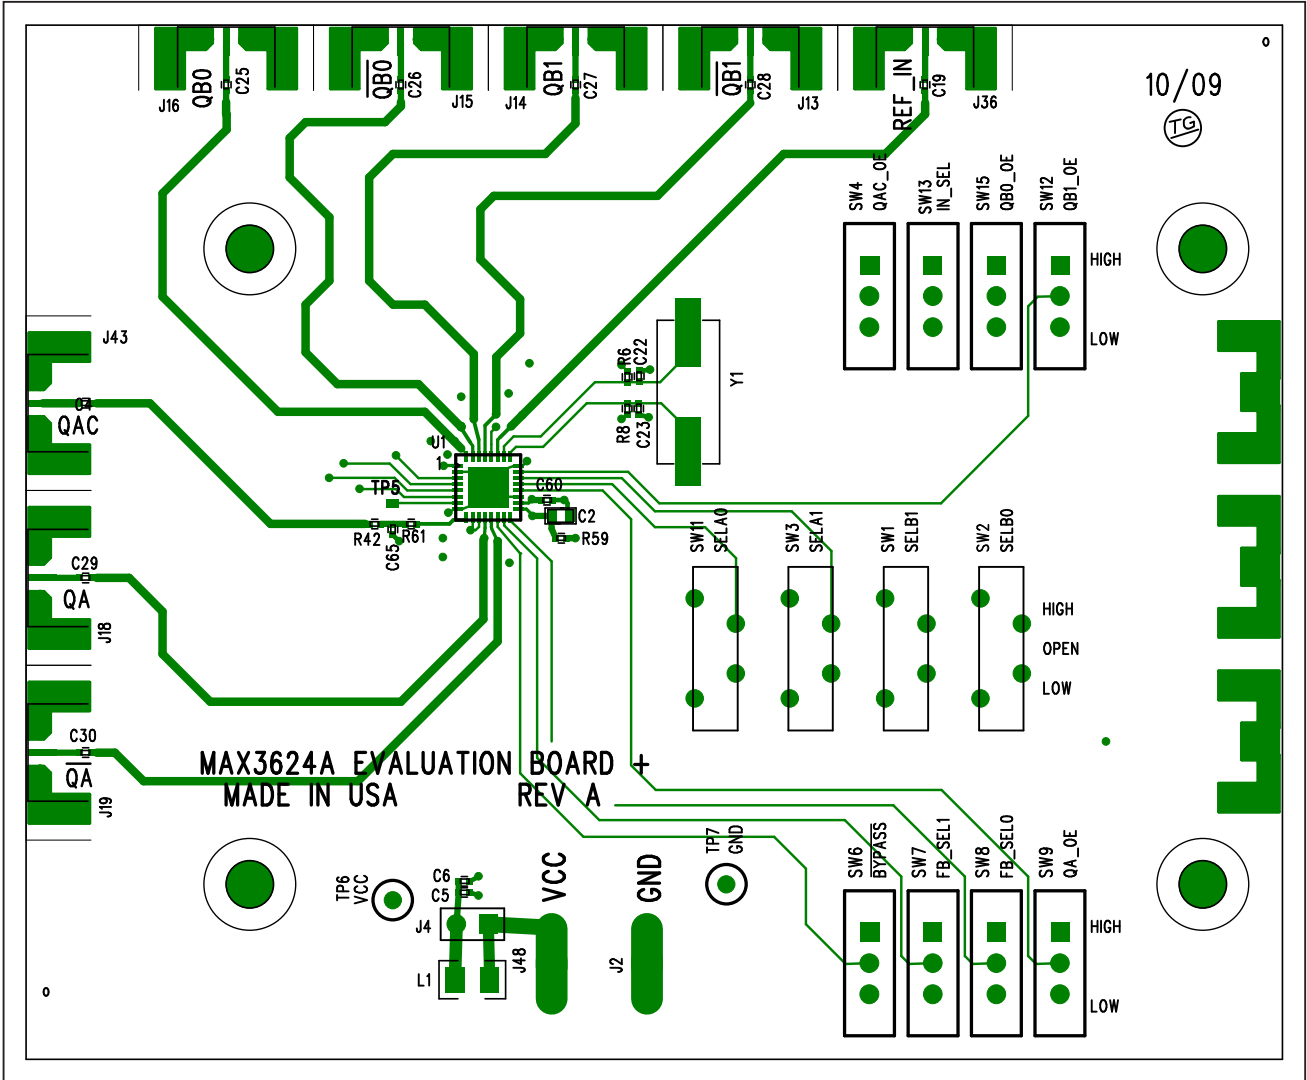 J16
QB0
C25
QB0
C26
J15
J14
QB1
C27
QB1
C28
J13
REF_IN
C19
J36
10/09
TG
SW4
QAC_OE
SW13
IN_SEL
SW15
QB0_OE
SW12
QB1_OE
HIGH
LOW
J43
QAC
R6
C22
Y1
R8
C23
U1
1
TP5
C60
C2
R42
C65
R61
R59
SW11
SELA0
SW3
SELA1
SW1
SELB1
SW2
SELB0
HIGH
OPEN
LOW
C29
QA
J18
C30
QA
J19
MAX3624A EVALUATION BOARD +
MADE IN USA REV A
TP7
GND
SW6
BYPASS
SW7
FB_SEL1
SW8
FB_SEL0
SW9
QA_OE
TP6
VCC
C6
C5
VCC
GND
J4
J48
J2
L1
HIGH
LOW